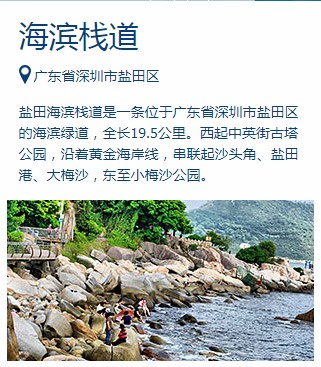 海滨栈道
广东省深圳市盐田区
盐田海滨栈道是一条位于广东省深圳市盐田区
的海滨绿道，全长19.5公里。西起中英街古塔
公园，沿着黄金海岸线，串联起沙头角、盐田
港、大梅沙，东至小梅沙公园。